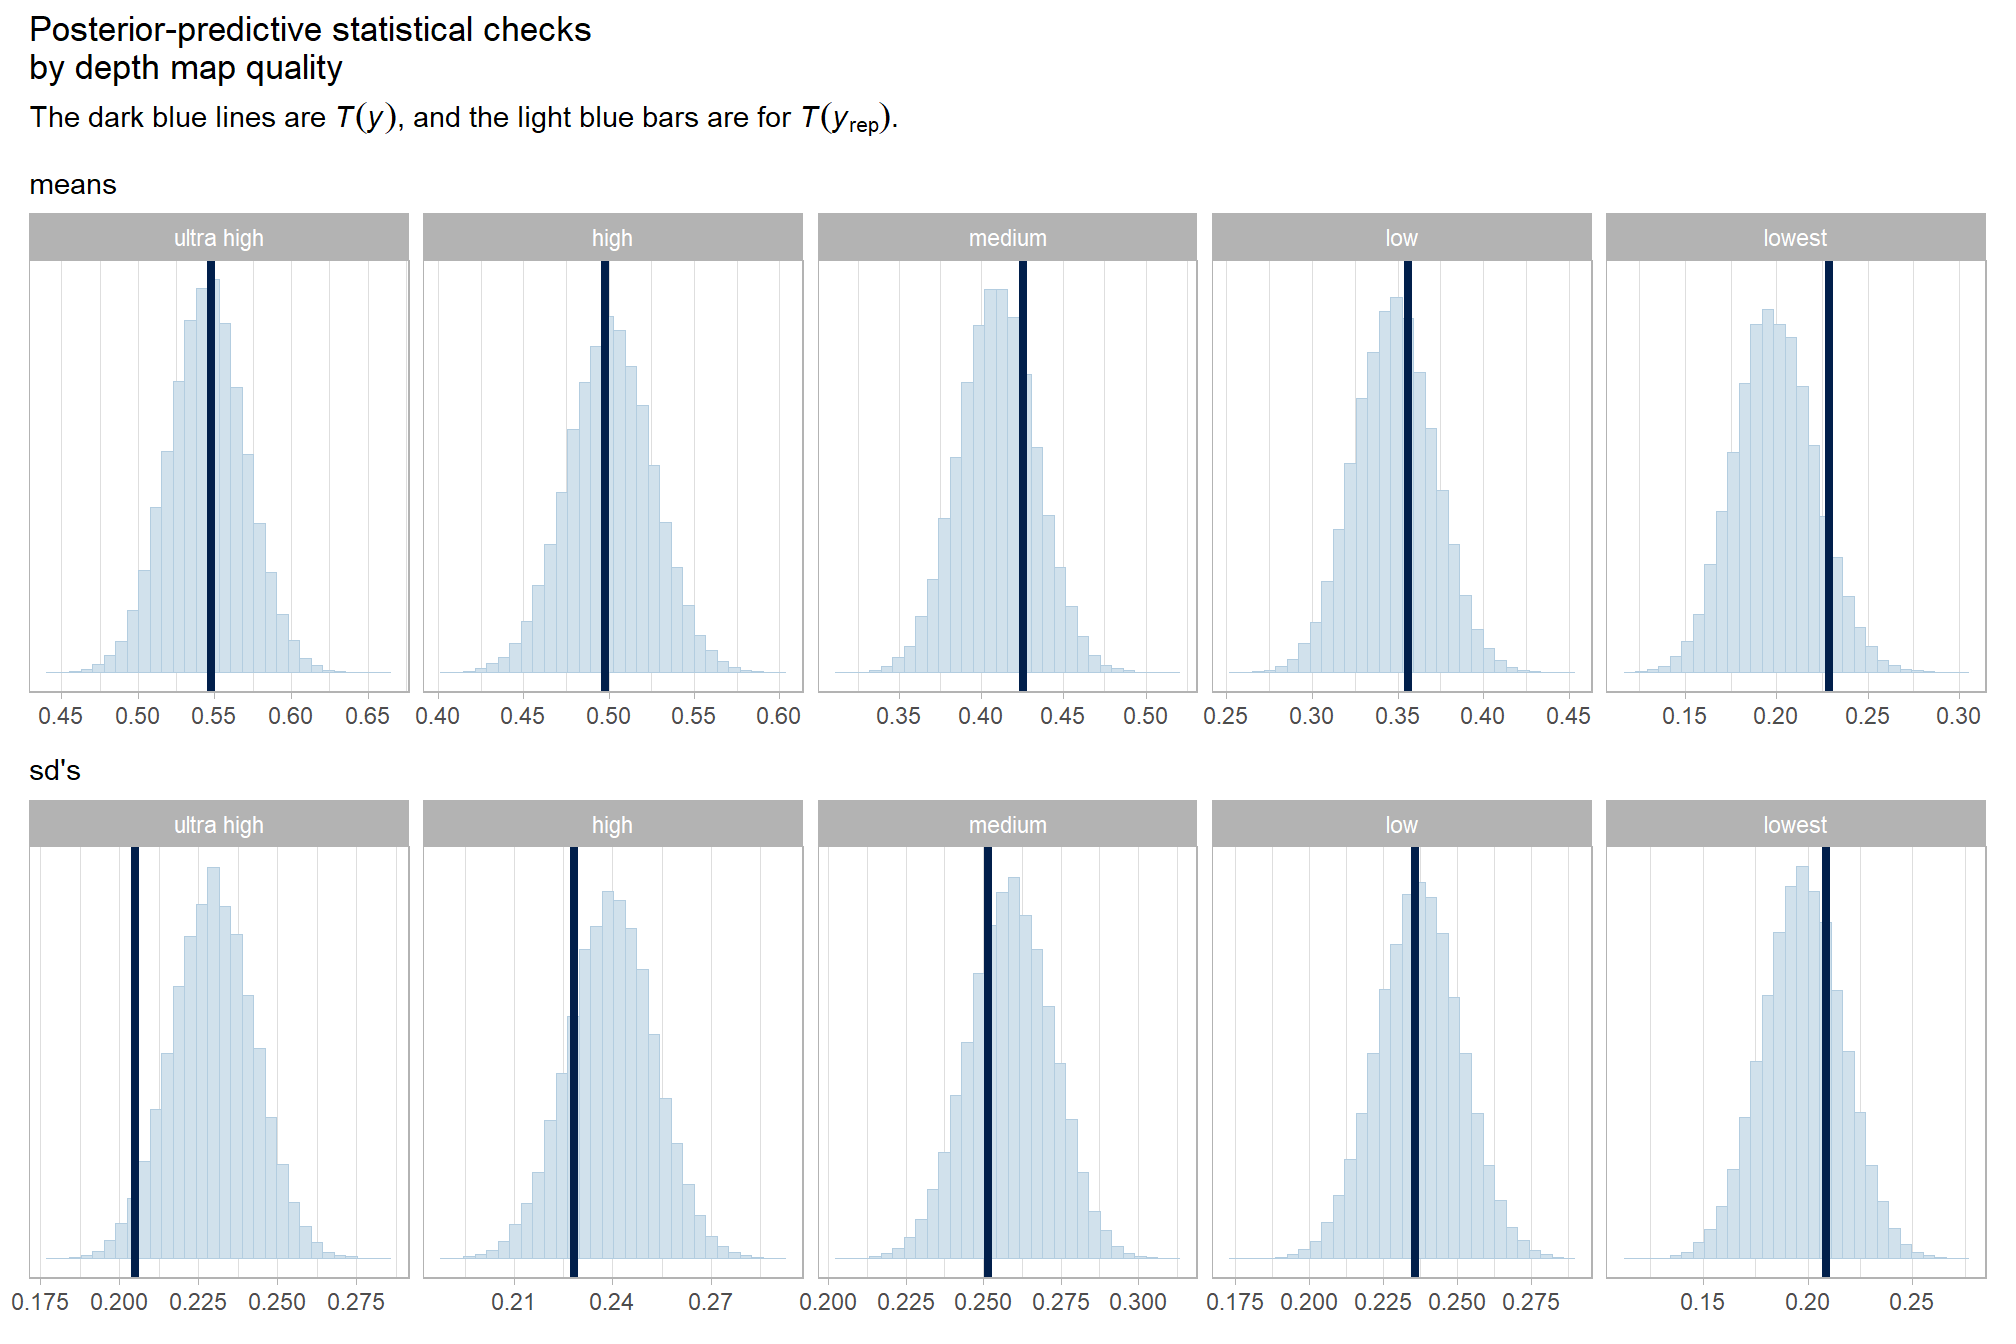 Posterior-predictive statistical checks
by depth map quality
The dark blue lines are T(y), and the light blue bars are for T(y_rep).
means
ultra high high medium low lowest
0.45 0.50 0.55 0.60 0.65 0.40 0.45 0.50 0.55 0.60 0.35 0.40 0.45 0.50 0.25 0.30 0.35 0.40 0.45 0.15 0.20 0.25 0.30
sd's
ultra high high medium low lowest
0.175 0.200 0.225 0.250 0.275 0.21 0.24 0.27 0.200 0.225 0.250 0.275 0.300 0.175 0.200 0.225 0.250 0.275 0.15 0.20 0.25